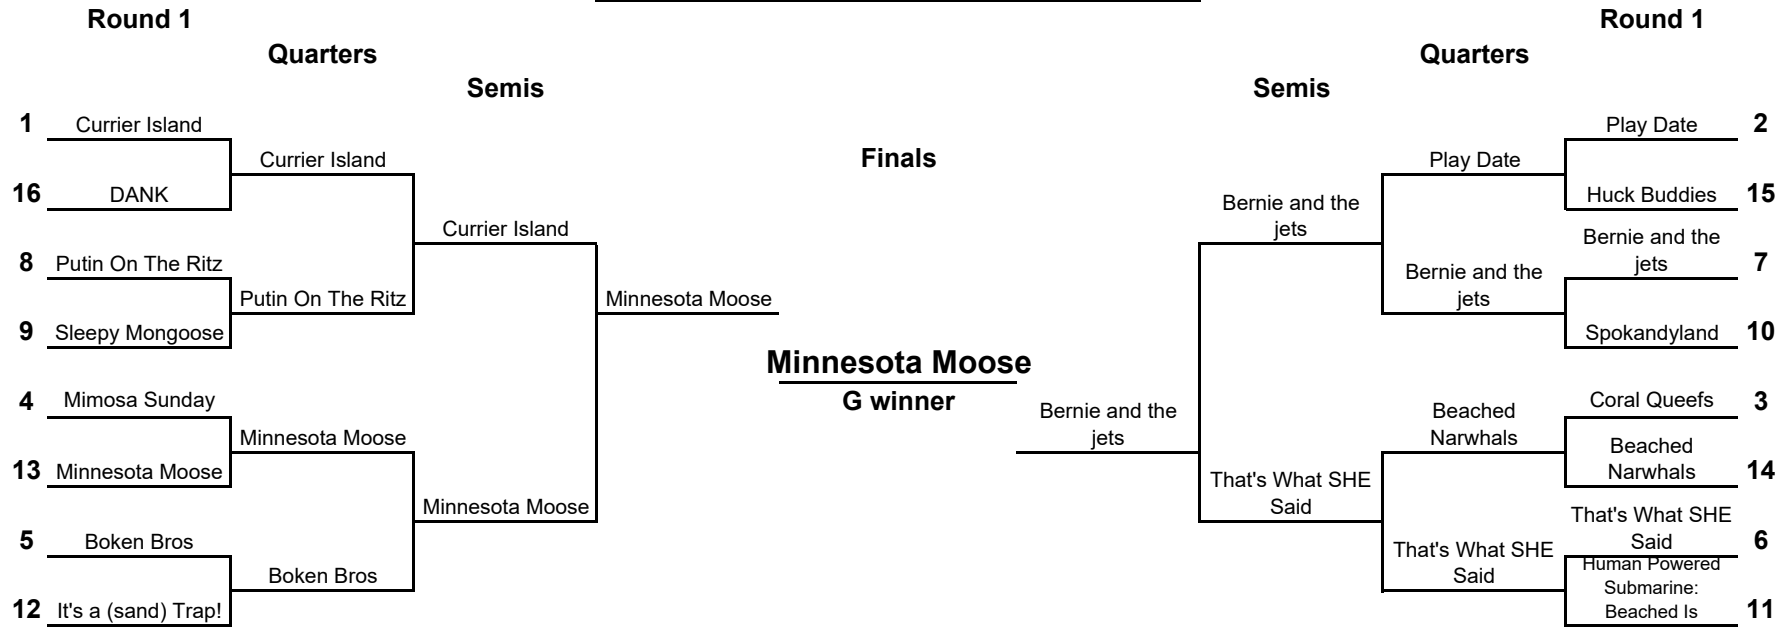 Round 1
Round 1
Quarters
Quarters
Semis
Semis
1 Currier Island
Play Date 2
Currier Island
Finals
Play Date
16 DANK
Huck Buddies 15
Bernie and the
jets
Currier Island
Bernie and the
jets 7
8 Putin On The Ritz
Bernie and the
jets
Putin On The Ritz
Minnesota Moose
9 Sleepy Mongoose
Spokandyland 10
Minnesota Moose
G winner
4 Mimosa Sunday
Coral Queefs 3
Bernie and the
jets
Beached
Narwhals
Minnesota Moose
13 Minnesota Moose
Beached
Narwhals 14
That's What SHE
Said
Minnesota Moose
That's What SHE
Said 6
5 Boken Bros
That's What SHE
Said
Boken Bros
Human Powered
Submarine:
Beached Is 11
12 It's a (sand) Trap!